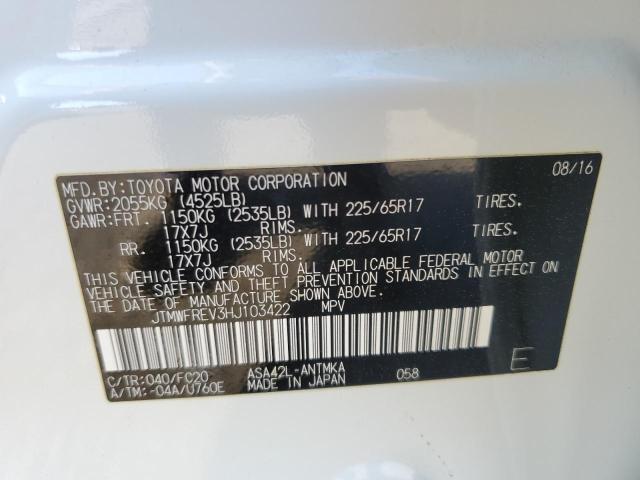 MFD.BY:TOYOTA MOTOR CORPORATION 08/16
GVWR:2055KG (4525LB)
GAWR:FRT. 1150KG (2535LB) WITH 225/65R17 TIRES.
17X7J RIMS.
RR. 1150KG (2535LB) WITH 225/65R17 TIRES.
17X7J RIMS.
THIS VEHICLE CONFORMS TO ALL APPLICABLE FEDERAL MOTOR
VEHICLE SAFETY AND THEFT PREVENTION STANDARDS IN EFFECT ON
THE DATE OF MANUFACTURE SHOWN ABOVE.
JTMWFREV3HJ103422 MPV
C/TR:040/FC20 ASA42L-ANTMKA 058
A/TM:-04A/U760E MADE IN JAPAN
E